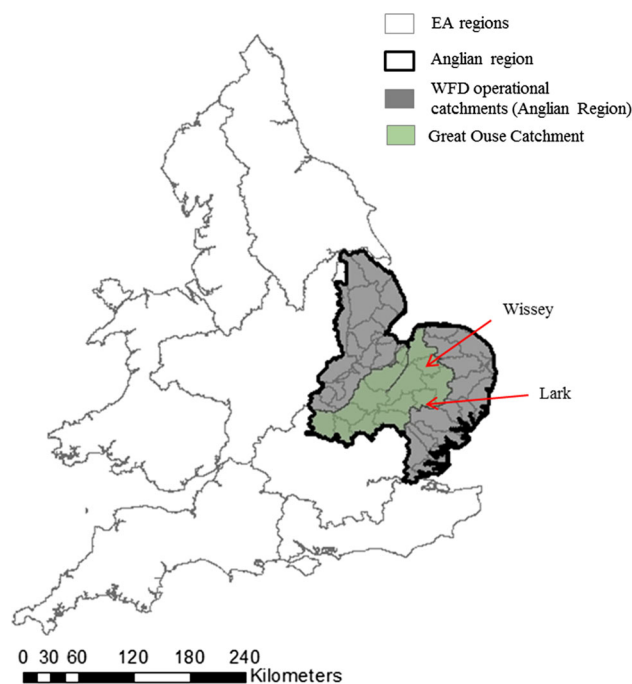 EA regions
Anglian region
WFD operational
catchments (Anglian Region)
Great Ouse Catchment
Wissey
Lark
0 30 60 120 180 240
Kilometers